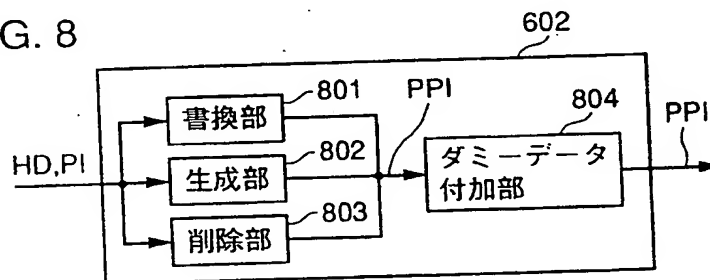 G. 8
602
801
PPI
書換部
804
PPI
HD,PI
802
生成部
ダミーデータ
付加部
803
削除部